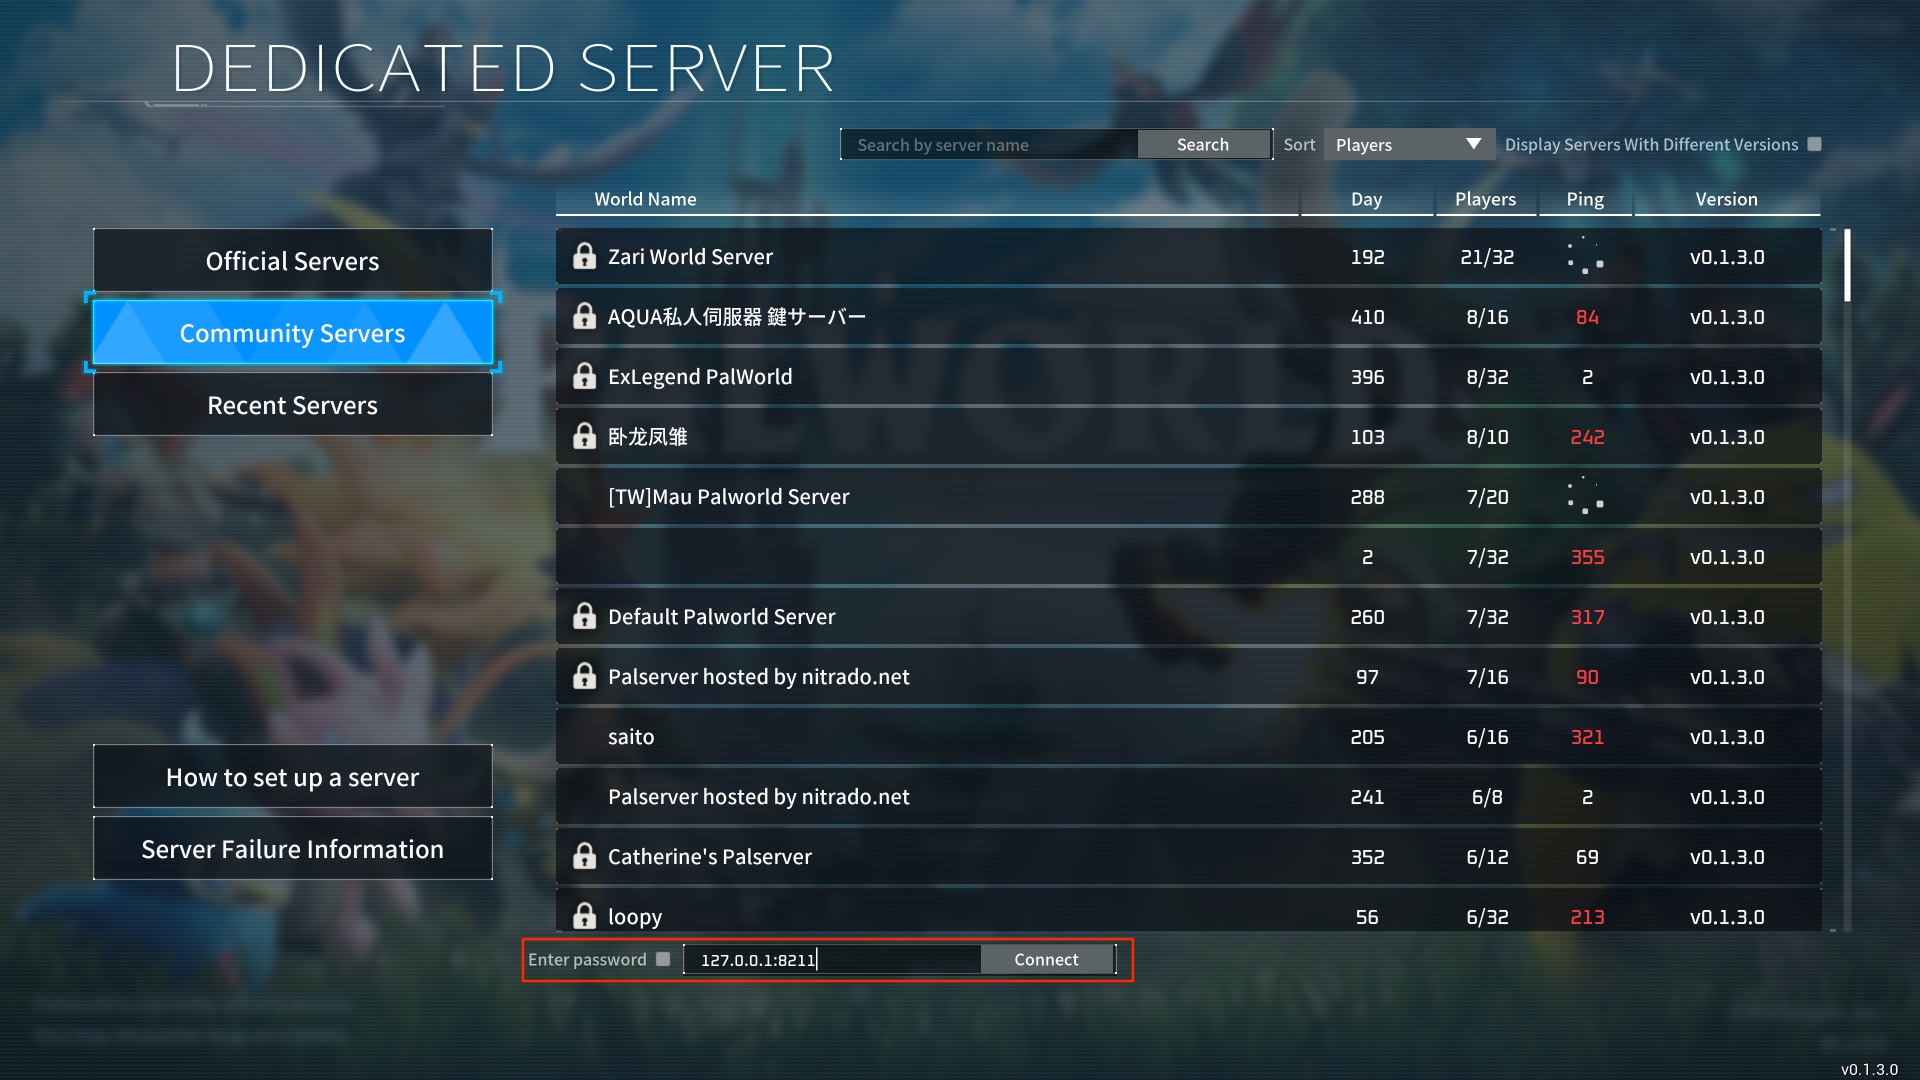 DEDICATED SERVER
Search by server name Search Sort Players Display Servers With Different Versions
World Name Day Players Ping Version
Official Servers
Community Servers
Recent Servers
How to set up a server
Server Failure Information
Zari World Server 192 21/32 v0.1.3.0
AQUA私人伺服器 鍵サーバー 410 8/16 84 v0.1.3.0
ExLegend PalWorld 396 8/32 2 v0.1.3.0
卧龙凤雏 103 8/10 242 v0.1.3.0
[TW]Mau Palworld Server 288 7/20 v0.1.3.0
2 7/32 355 v0.1.3.0
Default Palworld Server 260 7/32 317 v0.1.3.0
Palserver hosted by nitrado.net 97 7/16 90 v0.1.3.0
saito 205 6/16 321 v0.1.3.0
Palserver hosted by nitrado.net 241 6/8 2 v0.1.3.0
Catherine's Palserver 352 6/12 69 v0.1.3.0
loopy 56 6/32 213 v0.1.3.0
Enter password 127.0.0.1:8211 Connect
v0.1.3.0